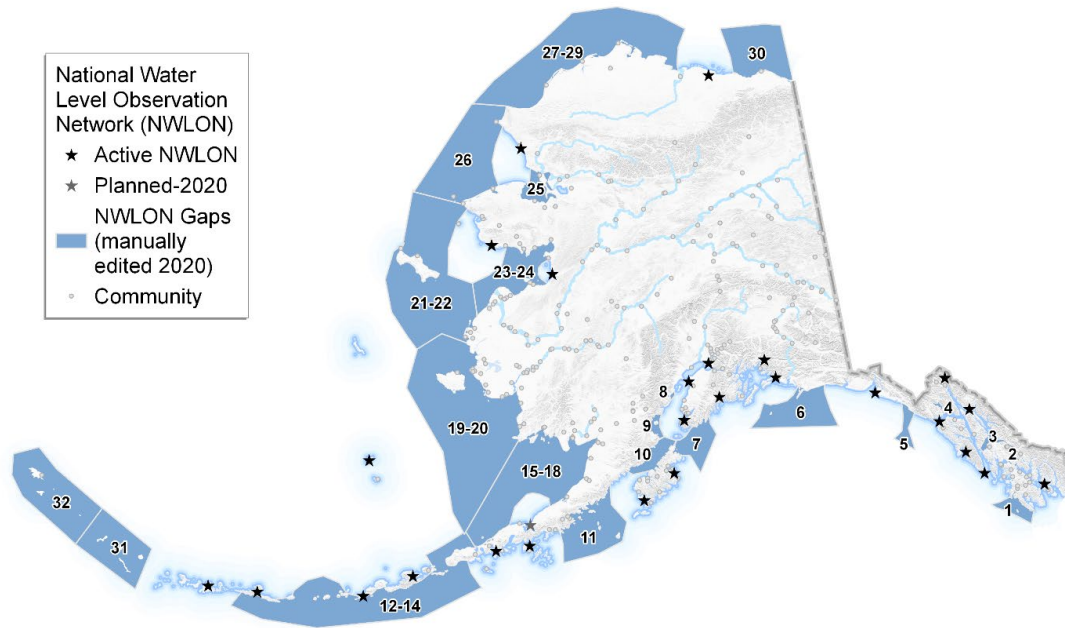 National Water
Level Observation
Network (NWLON)
Active NWLON
Planned-2020
NWLON Gaps
(manually
edited 2020)
Community
27-29
30
26
25
23-24
21-22
19-20
15-18
8
9
10
7
6
5
4
3
2
1
11
12-14
31
32